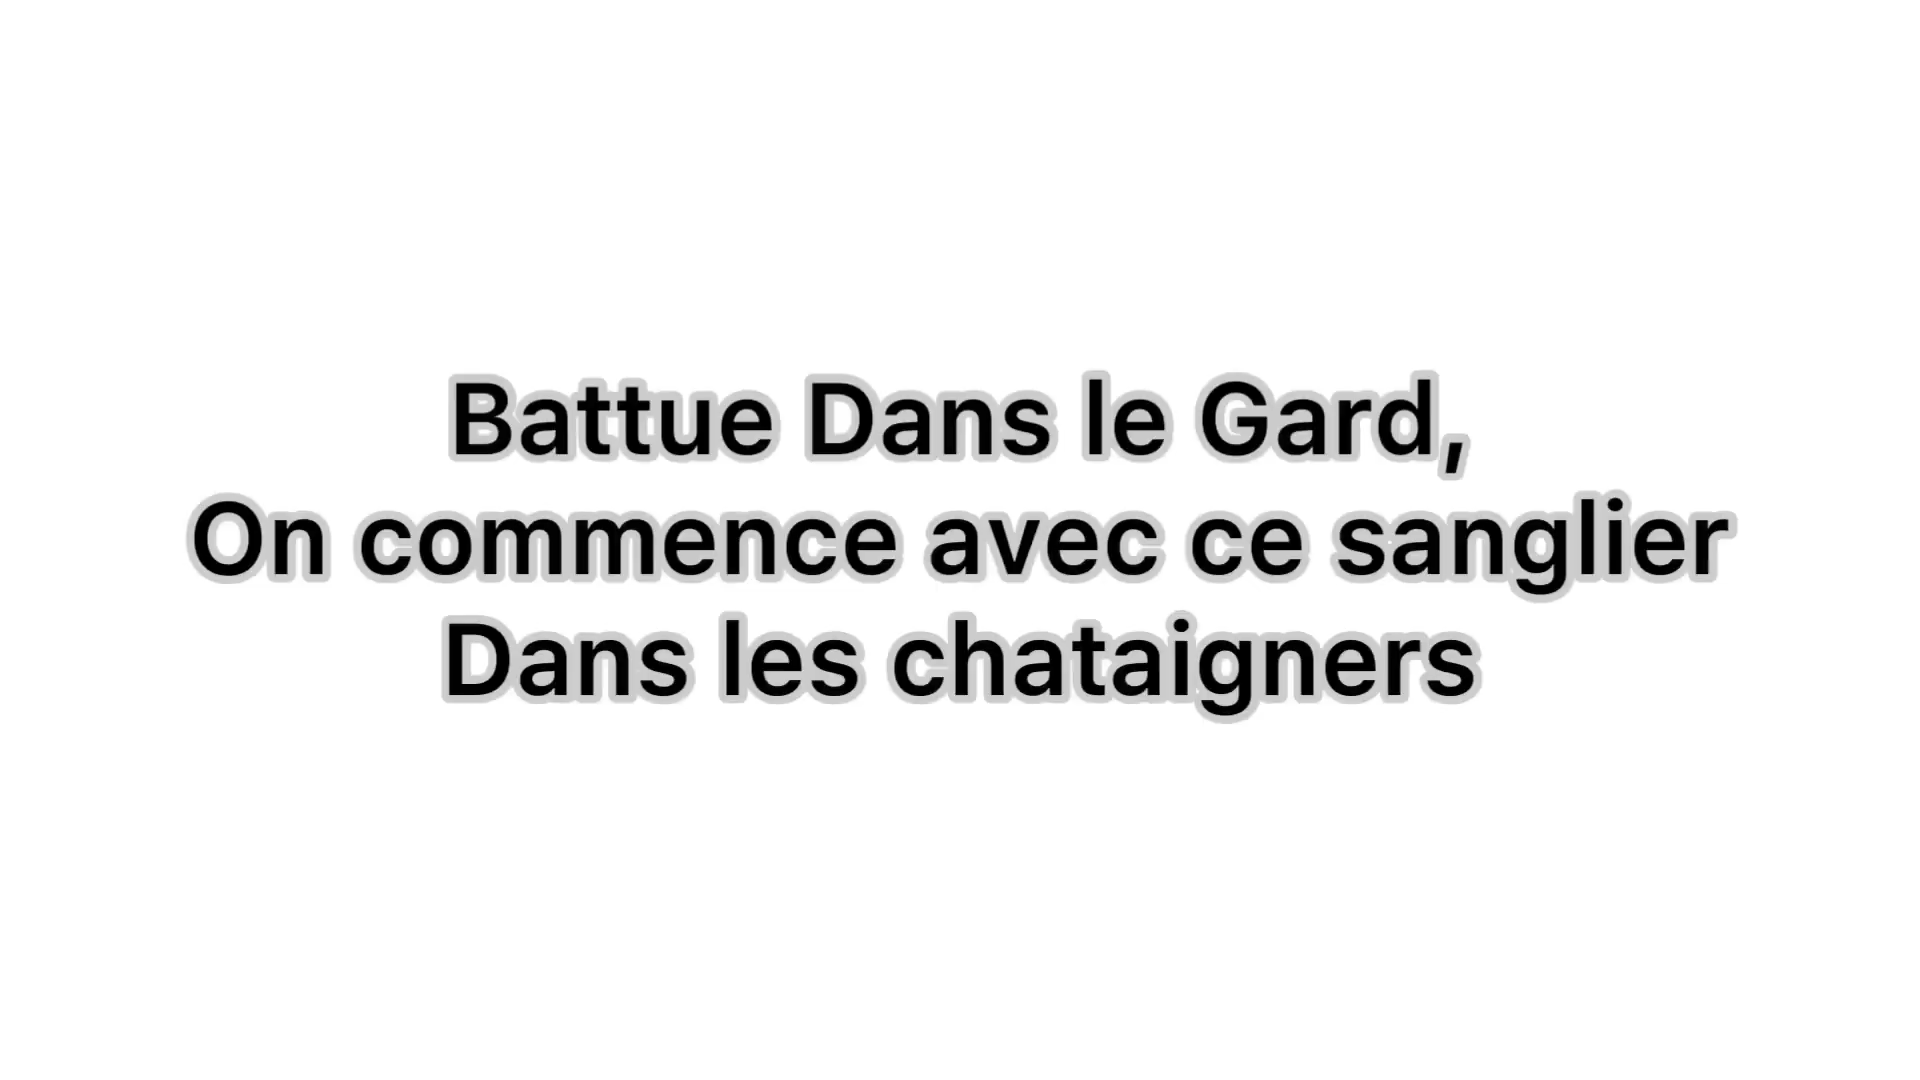 Battue Dans le Gard,
On commence avec ce sanglier
Dans les chataigners